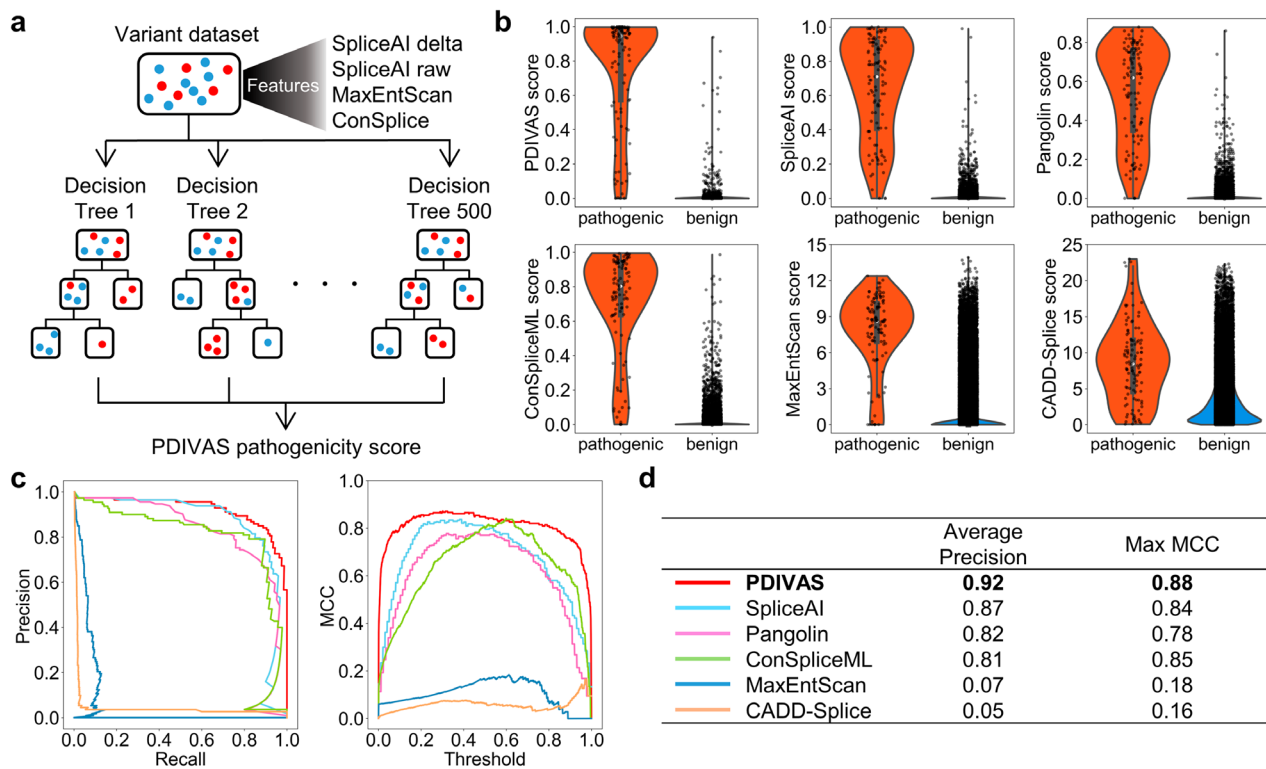 a
Variant dataset
Features
SpliceAI delta
SpliceAI raw
MaxEntScan
ConSplice
Decision
Tree 1
Decision
Tree 2
Decision
Tree 500
· · ·
PDIVAS pathogenicity score
b
PDIVAS score
1.0
0.8
0.6
0.4
0.2
0.0
pathogenic benign
SpliceAI score
1.0
0.8
0.6
0.4
0.2
0.0
pathogenic benign
Pangolin score
0.8
0.6
0.4
0.2
0.0
pathogenic benign
ConSpliceML score
1.0
0.8
0.6
0.4
0.2
0.0
pathogenic benign
MaxEntScan score
15
12
9
6
3
0
pathogenic benign
CADD-Splice score
25
20
15
10
5
0
pathogenic benign
c
Precision
1.0
0.8
0.6
0.4
0.2
0.0
0.0 0.2 0.4 0.6 0.8 1.0
Recall
MCC
1.0
0.8
0.6
0.4
0.2
0.0
0.0 0.2 0.4 0.6 0.8 1.0
Threshold
d
Average
Precision
Max MCC
PDIVAS 0.92 0.88
SpliceAI 0.87 0.84
Pangolin 0.82 0.78
ConSpliceML 0.81 0.85
MaxEntScan 0.07 0.18
CADD-Splice 0.05 0.16